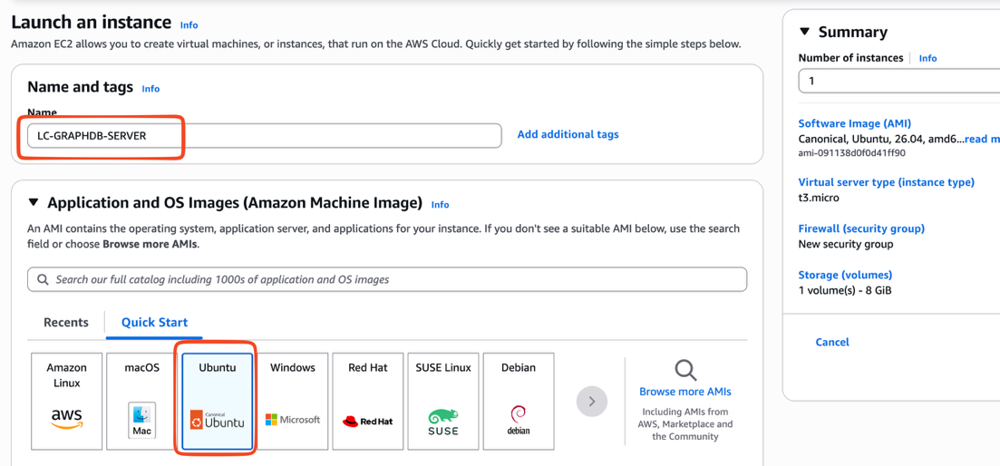 Launch an instance Info
Amazon EC2 allows you to create virtual machines, or instances, that run on the AWS Cloud. Quickly get started by following the simple steps below.
Name and tags Info
Name
LC-GRAPHDB-SERVER
Add additional tags
Application and OS Images (Amazon Machine Image) Info
An AMI contains the operating system, application server, and applications for your instance. If you don't see a suitable AMI below, use the search
field or choose Browse more AMIs.
Search our full catalog including 1000s of application and OS images
Recents
Quick Start
Amazon
Linux
aws
macOS
Mac
Ubuntu
Canonical
Ubuntu
Windows
Microsoft
Red Hat
Red Hat
SUSE Linux
SUSE
Debian
debian
Browse more AMIs
Including AMIs from
AWS, Marketplace and
the Community
Summary
Number of instances Info
1
Software Image (AMI)
Canonical, Ubuntu, 26.04, amd6...read m
ami-091138d0f0d41ff90
Virtual server type (instance type)
t3.micro
Firewall (security group)
New security group
Storage (volumes)
1 volume(s) - 8 GiB
Cancel